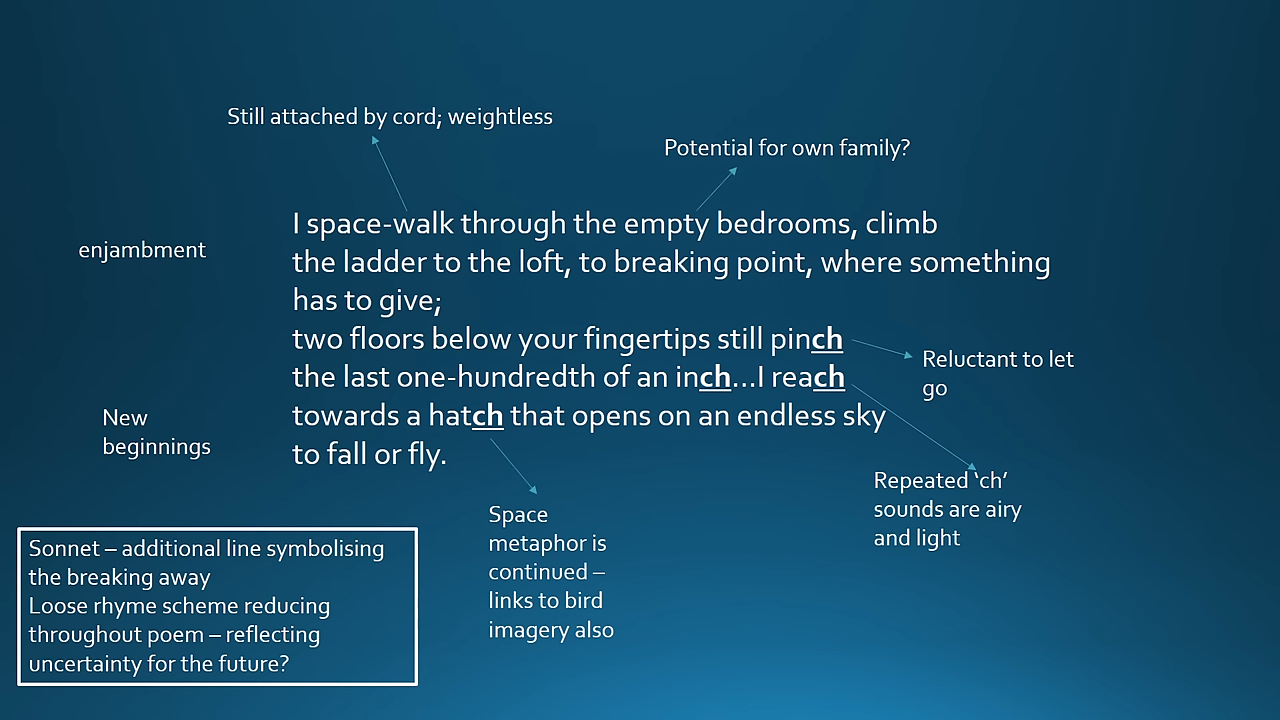 Still attached by cord; weightless
Potential for own family?
I space-walk through the empty bedrooms, climb
enjambment
the ladder to the loft, to breaking point, where something
has to give;
two floors below your fingertips still pinch
Reluctant to let
go
the last one-hundredth of an inch...I reach
New
beginnings
towards a hatch that opens on an endless sky
to fall or fly.
Repeated ‘ch’
sounds are airy
and light
Space
metaphor is
continued –
links to bird
imagery also
Sonnet – additional line symbolising
the breaking away
Loose rhyme scheme reducing
throughout poem – reflecting
uncertainty for the future?